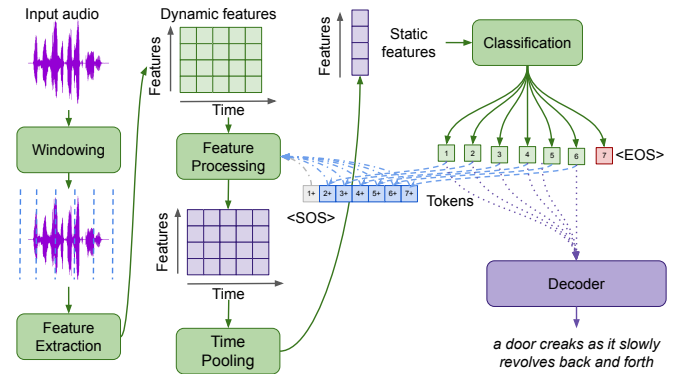 Input audio
Windowing
Feature
Extraction
Dynamic features
Features
Time
Feature
Processing
Features
Time
Time
Pooling
Features
Static
features
Classification
1 2 3 4 5 6 7 <EOS>
1+ 2+ 3+ 4+ 5+ 6+ 7+
<SOS>
Tokens
Decoder
a door creaks as it slowly
revolves back and forth